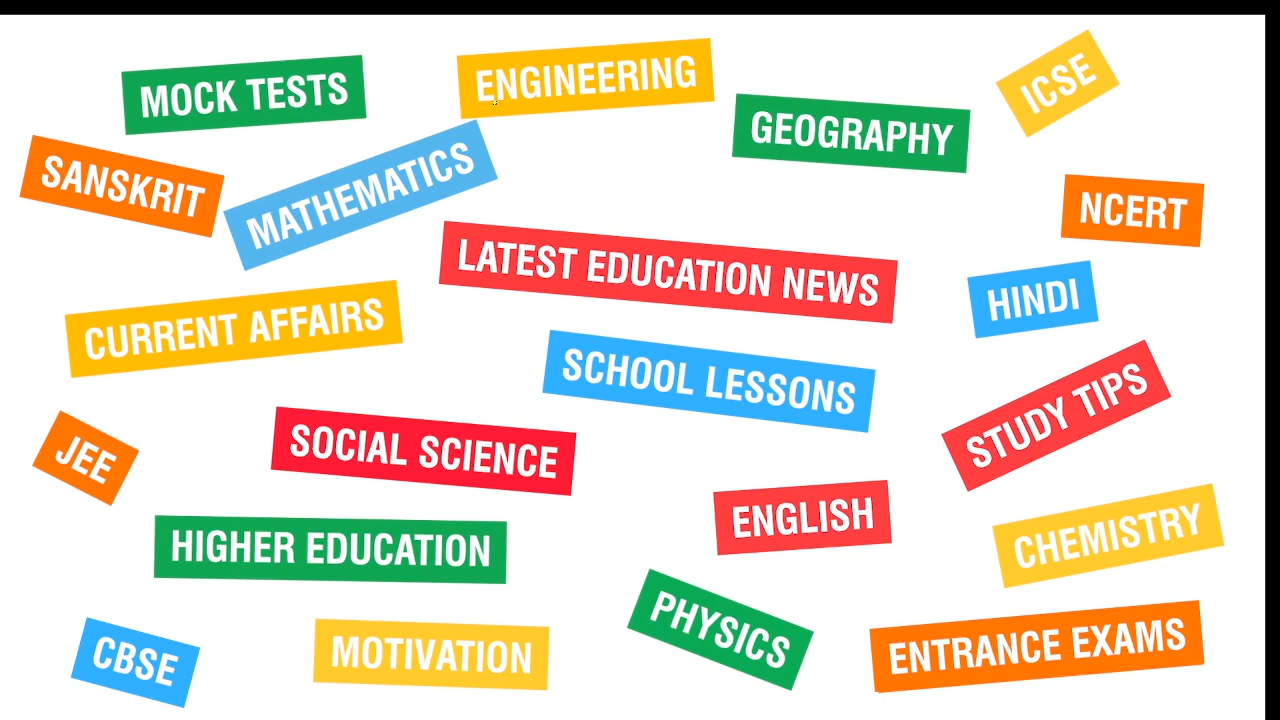 MOCK TESTS
ENGINEERING
ICSE
GEOGRAPHY
SANSKRIT
MATHEMATICS
NCERT
LATEST EDUCATION NEWS
HINDI
CURRENT AFFAIRS
SCHOOL LESSONS
STUDY TIPS
JEE
SOCIAL SCIENCE
ENGLISH
CHEMISTRY
HIGHER EDUCATION
PHYSICS
ENTRANCE EXAMS
CBSE
MOTIVATION